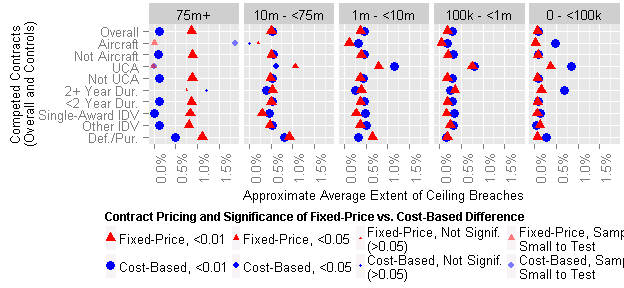 75m+ 10m - <75m 1m - <10m 100k - <1m 0 - <100k
Competed Contracts
(Overall and Controls)
Overall
Aircraft
Not Aircraft
UCA
Not UCA
2+ Year Dur.
<2 Year Dur.
Single-Award IDV
Other IDV
Def./Pur.
0.0% 0.5% 1.0% 1.5% 0.0% 0.5% 1.0% 1.5% 0.0% 0.5% 1.0% 1.5% 0.0% 0.5% 1.0% 1.5% 0.0% 0.5% 1.0% 1.5%
Approximate Average Extent of Ceiling Breaches
Contract Pricing and Significance of Fixed-Price vs. Cost-Based Difference
Fixed-Price, <0.01 Fixed-Price, <0.05 Fixed-Price, Not Signif. (>0.05) Fixed-Price, Samp Small to Test
Cost-Based, <0.01 Cost-Based, <0.05 Cost-Based, Not Signif. (>0.05) Cost-Based, Samp Small to Test